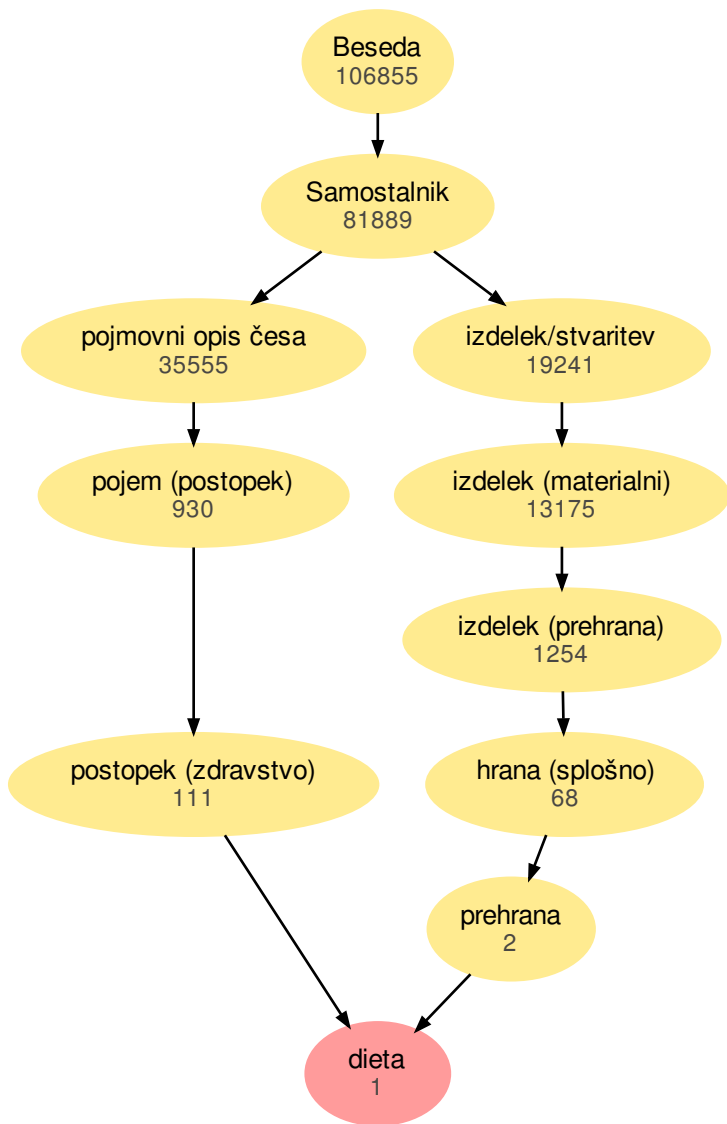 Beseda
106855
Samostalnik
81889
pojmovni opis česa
35555
izdelek/stvaritev
19241
pojem (postopek)
930
izdelek (materialni)
13175
izdelek (prehrana)
1254
postopek (zdravstvo)
111
hrana (splošno)
68
prehrana
2
dieta
1